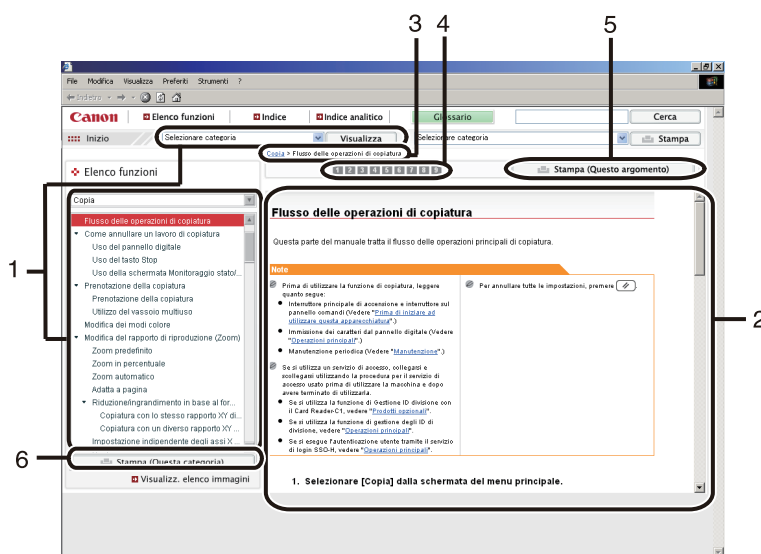 3 4 5
File Modifica Visualizza Preferiti Strumenti ?
Indietro
Canon Elenco funzioni Indice Indice analitico Glossario Cerca
Inizio Selezionare categoria Visualizza Selezionare categoria Stampa
Copia > Flusso delle operazioni di copiatura
Elenco funzioni
1 2 3 4 5 6 7 8 9
Stampa (Questo argomento)
Copia
Flusso delle operazioni di copiatura
Come annullare un lavoro di copiatura
Uso del pannello digitale
Uso del tasto Stop
Uso della schermata Monitoraggio stato/...
Prenotazione della copiatura
Prenotazione della copiatura
Utilizzo del vassoio multiuso
Modifica dei modi colore
Modifica del rapporto di riproduzione (Zoom)
Zoom predefinito
Zoom in percentuale
Zoom automatico
Adatta a pagina
Riduzione/ingrandimento in base al for...
Copiatura con lo stesso rapporto XY di...
Copiatura con un diverso rapporto XY ...
Impostazione indipendente degli assi X ...
Stampa (Questa categoria)
Visualizz. elenco immagini
1
6
Flusso delle operazioni di copiatura
Questa parte del manuale tratta il flusso delle operazioni principali di copiatura.
Note
Prima di utilizzare la funzione di copiatura, leggere
quanto segue:
Interruttore principale di accensione e interruttore sul
pannello comandi (Vedere "Prima di iniziare ad
utilizzare questa apparecchiatura".)
Immissione dei caratteri dal pannello digitale (Vedere
"Operazioni principali".)
Manutenzione periodica (Vedere "Manutenzione".)
Se si utilizza un servizio di accesso, collegarsi e
scollegarsi utilizzando la procedura per il servizio di
accesso usato prima di utilizzare la macchina e dopo
avere terminato di utilizzarla.
Se si utilizza la funzione di Gestione ID divisione con
il Card Reader-C1, vedere "Prodotti opzionali".
Se si utilizza la funzione di gestione degli ID di
divisione, vedere "Operazioni principali".
Se si esegue l'autenticazione utente tramite il servizio
di login SSO-H, vedere "Operazioni principali".
Per annullare tutte le impostazioni, premere
1. Selezionare [Copia] dalla schermata del menu principale.
2